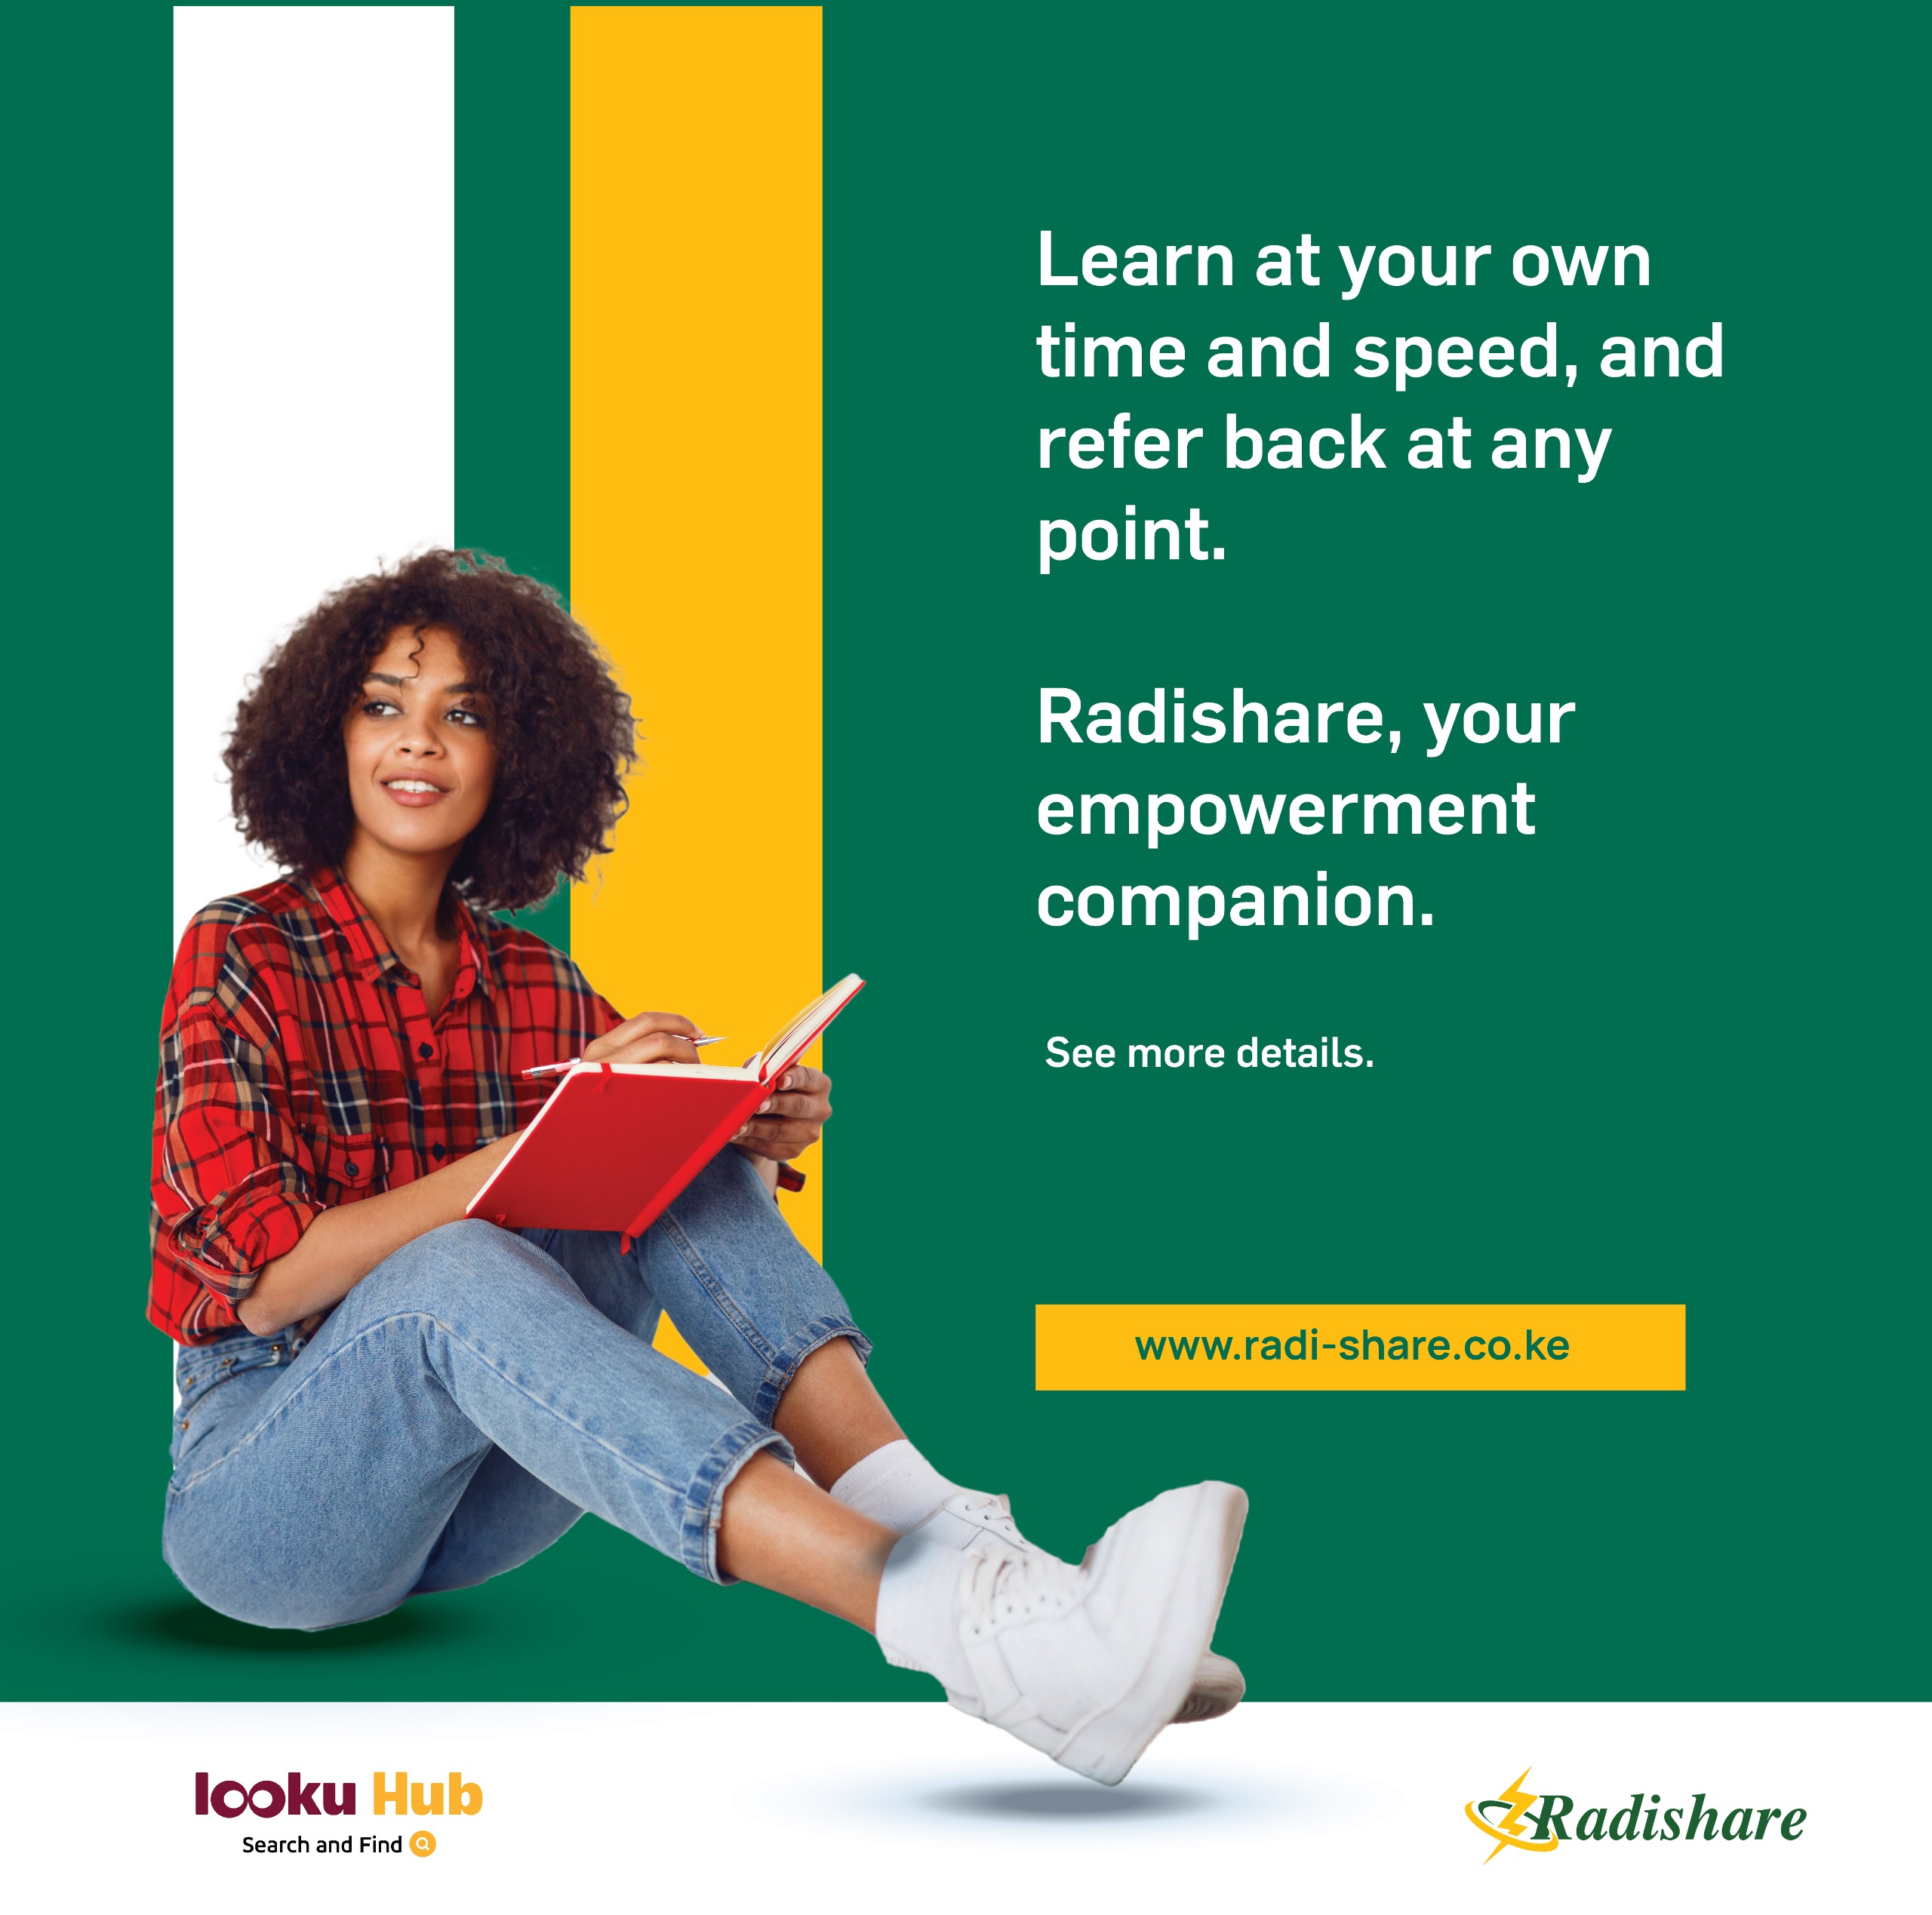 Learn at your own
time and speed, and
refer back at any
point.
Radishare, your
empowerment
companion.
See more details.
www.radi-share.co.ke
looku Hub
Search and Find
Radishare